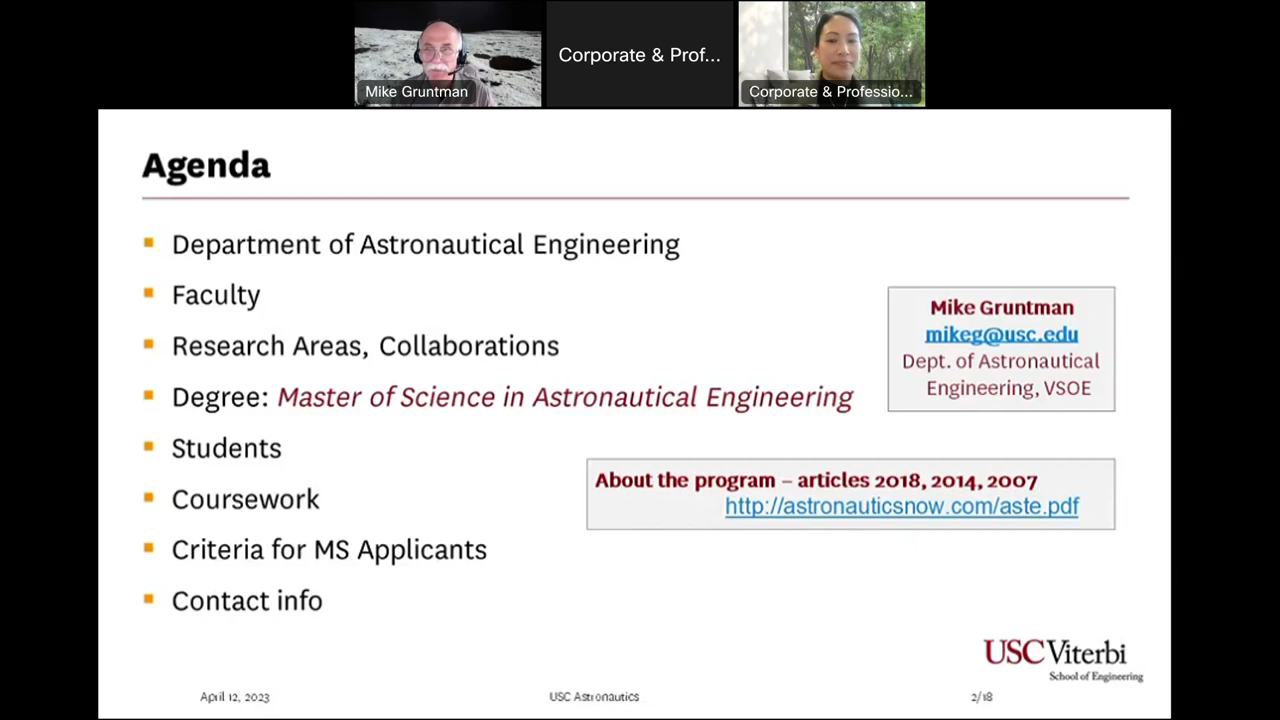 Mike Gruntman
Corporate & Prof...
Corporate & Professio...
Agenda
Department of Astronautical Engineering
Faculty
Research Areas, Collaborations
Degree: Master of Science in Astronautical Engineering
Students
Coursework
Criteria for MS Applicants
Contact info
Mike Gruntman
mikeg@usc.edu
Dept. of Astronautical
Engineering, VSOE
About the program – articles 2018, 2014, 2007
http://astronauticsnow.com/aste.pdf
USC Viterbi
School of Engineering
April 12, 2023
USC Astronautics
2/18